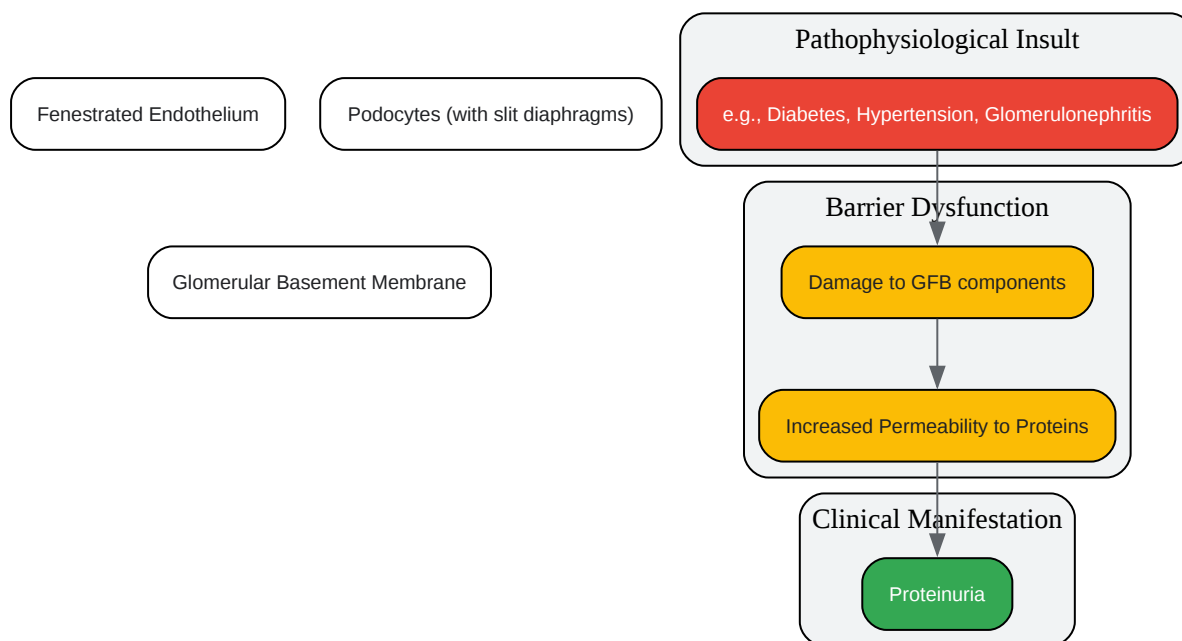 Pathophysiological Insult
Fenestrated Endothelium
Podocytes (with slit diaphragms)
e.g., Diabetes, Hypertension, Glomerulonephritis
Barrier Dysfunction
Glomerular Basement Membrane
Damage to GFB components
Increased Permeability to Proteins
Clinical Manifestation
Proteinuria